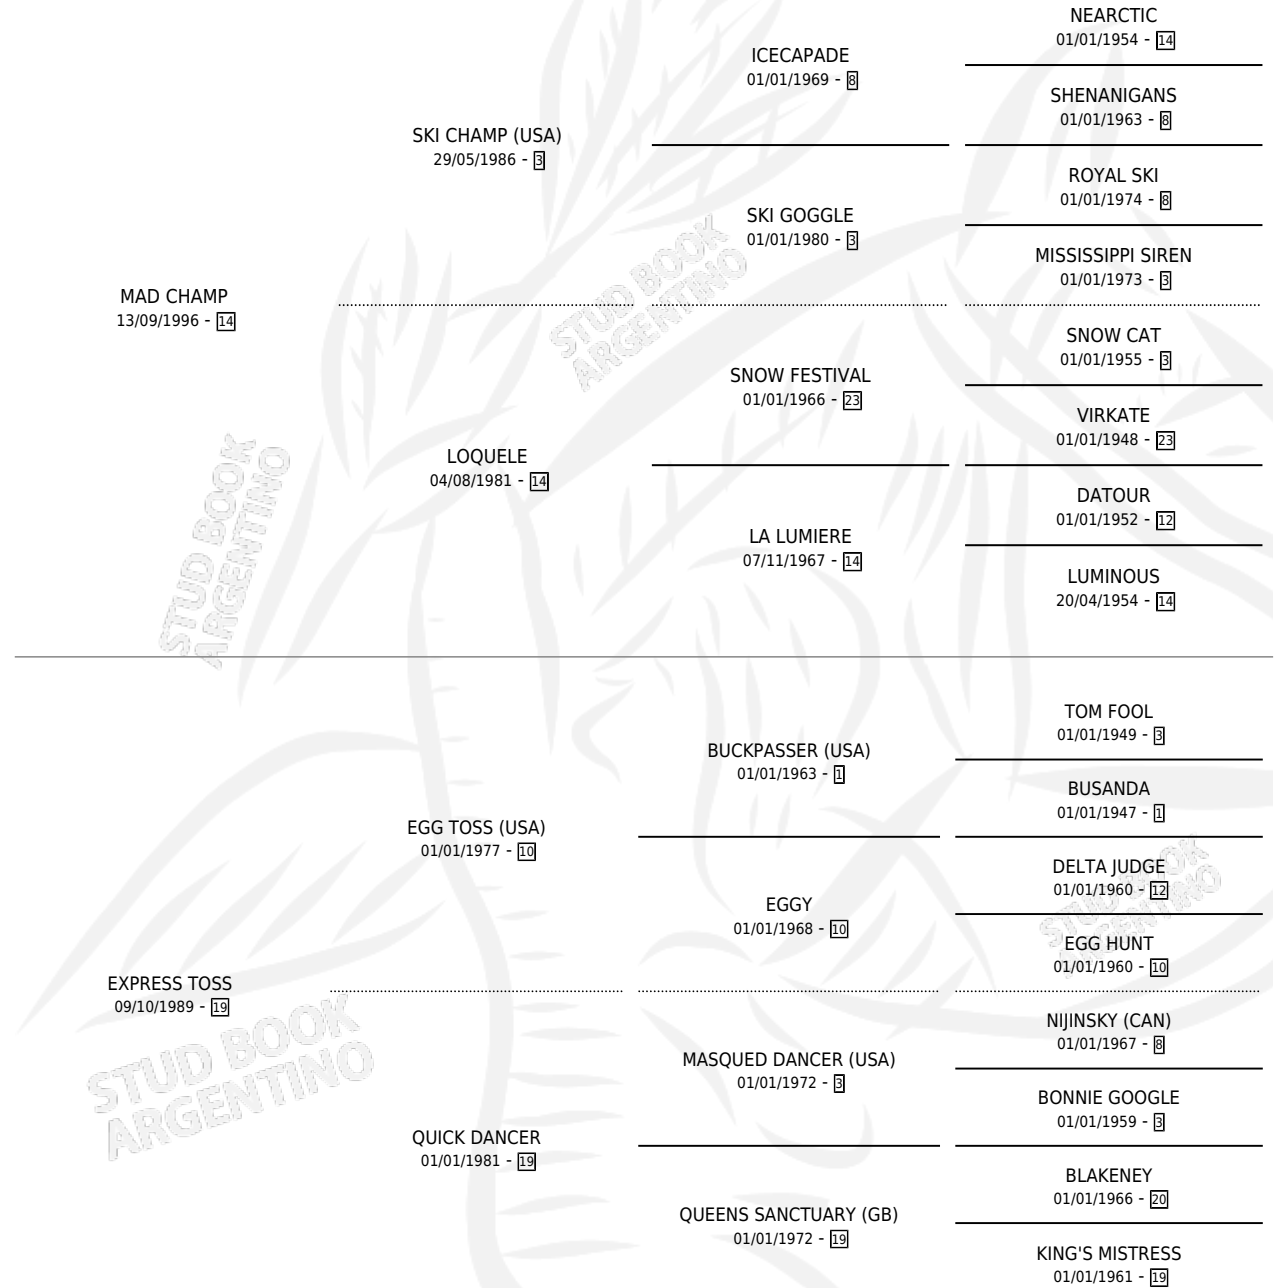 NEARCTIC
01/01/1954 - 14
ICECAPADE
01/01/1969 - 8
SHENANIGANS
01/01/1963 - 8
SKI CHAMP (USA)
29/05/1986 - 3
ROYAL SKI
01/01/1974 - 8
SKI GOGGLE
01/01/1980 - 3
MISSISSIPPI SIREN
01/01/1973 - 3
MAD CHAMP
13/09/1996 - 14
SNOW CAT
01/01/1955 - 3
SNOW FESTIVAL
01/01/1966 - 23
VIRKATE
01/01/1948 - 23
LOQUELE
04/08/1981 - 14
DATOUR
01/01/1952 - 12
LA LUMIERE
07/11/1967 - 14
LUMINOUS
20/04/1954 - 14
TOM FOOL
01/01/1949 - 3
BUCKPASSER (USA)
01/01/1963 - 1
BUSANDA
01/01/1947 - 1
EGG TOSS (USA)
01/01/1977 - 10
DELTA JUDGE
01/01/1960 - 12
EGGY
01/01/1968 - 10
EGG HUNT
01/01/1960 - 10
EXPRESS TOSS
09/10/1989 - 19
NIJINSKY (CAN)
01/01/1967 - 8
MASQUED DANCER (USA)
01/01/1972 - 3
BONNIE GOOGLE
01/01/1959 - 3
QUICK DANCER
01/01/1981 - 19
BLAKENEY
01/01/1966 - 20
QUEENS SANCTUARY (GB)
01/01/1972 - 19
KING'S MISTRESS
01/01/1961 - 19
STUD BOOK
ARGENTINO
STUD BOOK
ARGENTINO
STUD BOOK
ARGENTINO
STUD BOOK
ARGENTINO